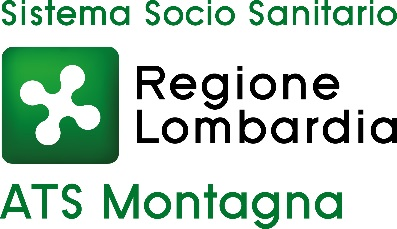 Sistema Socio Sanitario
Regione
Lombardia
ATS Montagna